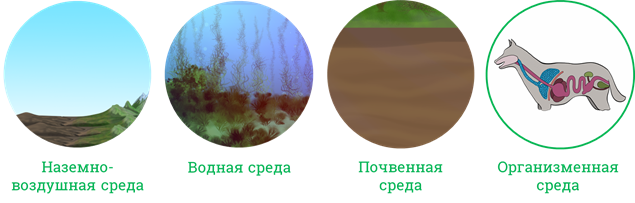 Наземно-
воздушная среда
Водная среда
Почвенная
среда
Организменная
среда